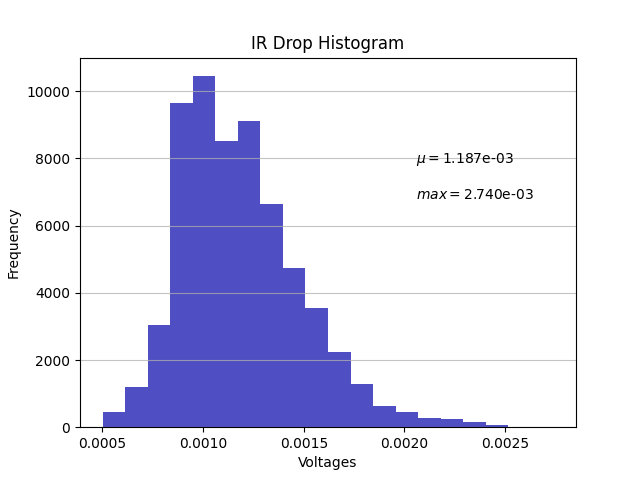 IR Drop Histogram
10000
8000
6000
4000
2000
0
Frequency
μ = 1.187e-03
max = 2.740e-03
0.0005 0.0010 0.0015 0.0020 0.0025
Voltages